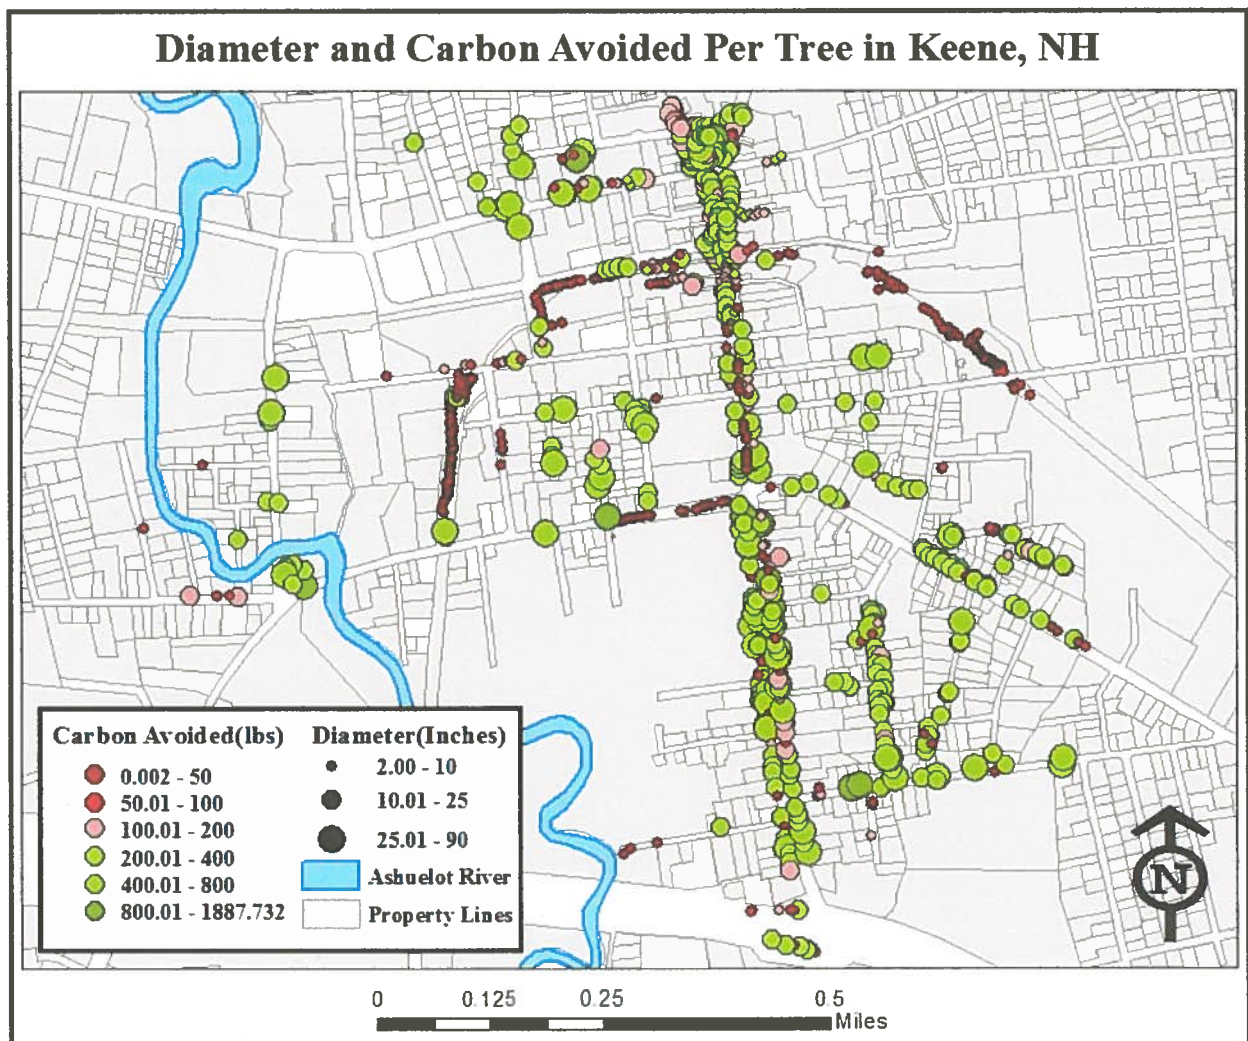 Diameter and Carbon Avoided Per Tree in Keene, NH
Carbon Avoided(lbs)
0.002 - 50
50.01 - 100
100.01 - 200
200.01 - 400
400.01 - 800
800.01 - 1887.732
Diameter(Inches)
2.00 - 10
10.01 - 25
25.01 - 90
Ashuelot River
Property Lines
N
0 0.125 0.25 0.5
Miles